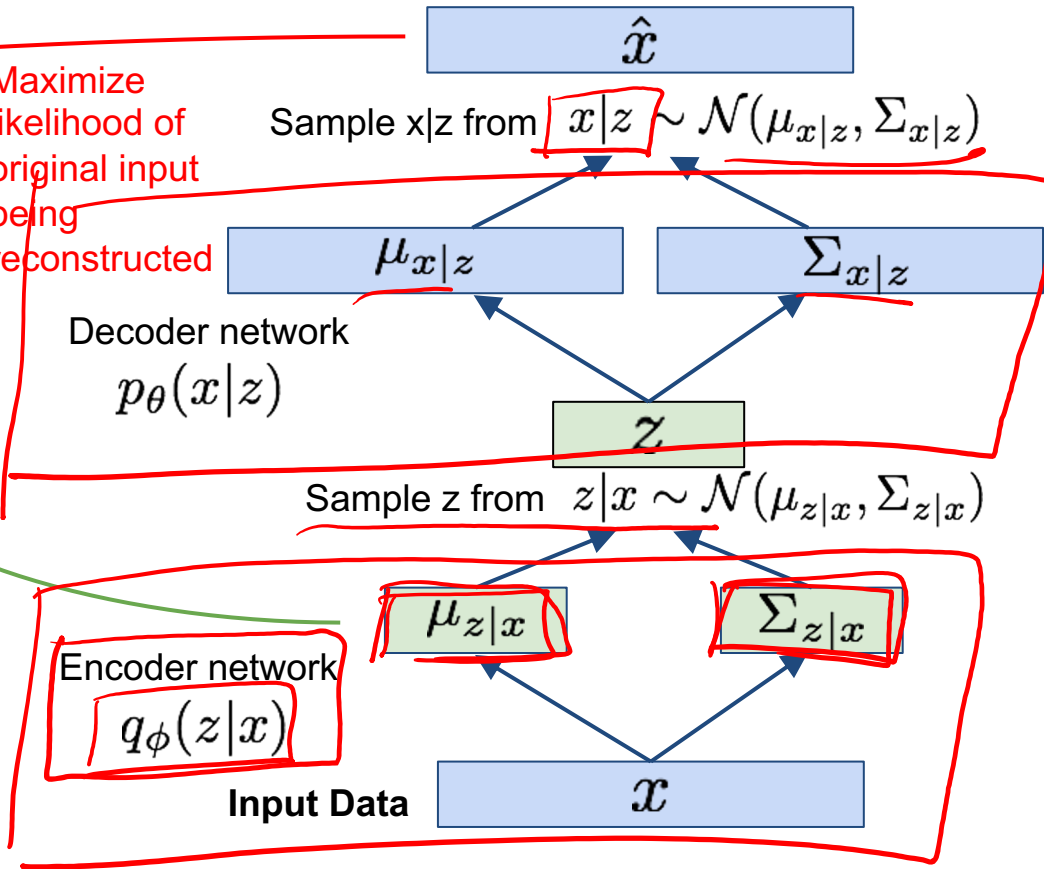 x̂
Maximize
likelihood of
original input
being
reconstructed
Sample x|z from x|z ~ 𝒩(μ_{x|z}, Σ_{x|z})
μ_{x|z} Σ_{x|z}
Decoder network
p_θ(x|z)
z
Sample z from z|x ~ 𝒩(μ_{z|x}, Σ_{z|x})
μ_{z|x} Σ_{z|x}
Encoder network
q_ϕ(z|x)
Input Data x